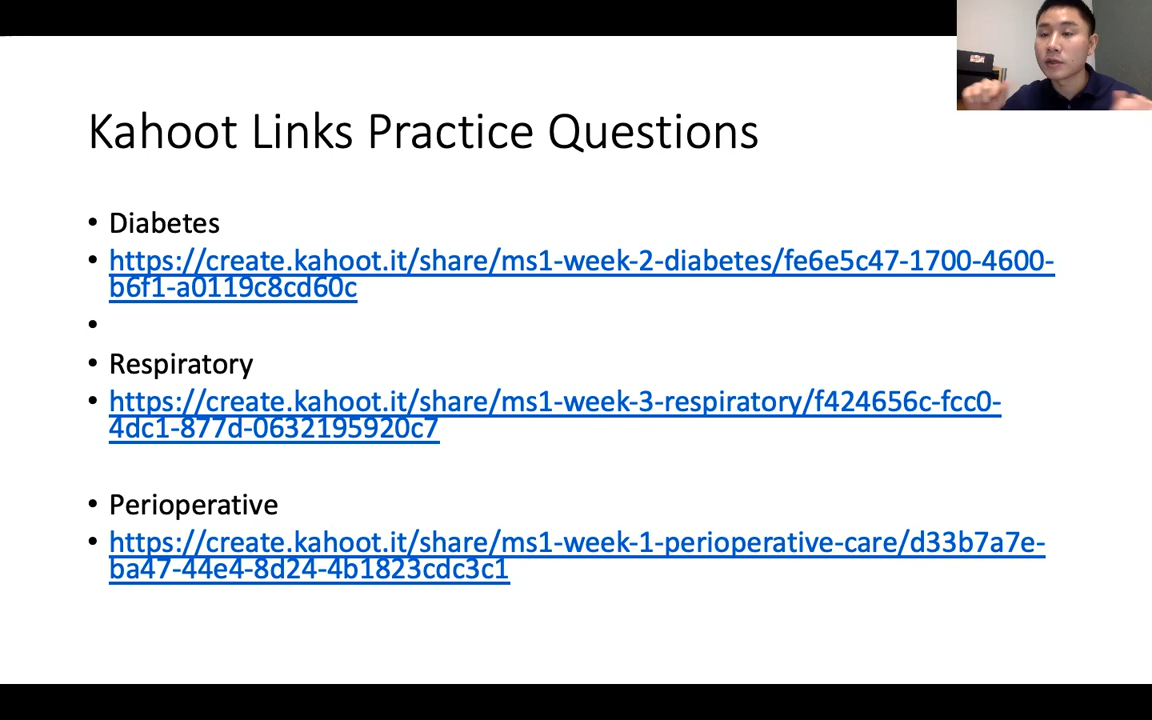 Kahoot Links Practice Questions
• Diabetes
• https://create.kahoot.it/share/ms1-week-2-diabetes/fe6e5c47-1700-4600-
b6f1-a0119c8cd60c
•
• Respiratory
• https://create.kahoot.it/share/ms1-week-3-respiratory/f424656c-fcc0-
4dc1-877d-0632195920c7
• Perioperative
• https://create.kahoot.it/share/ms1-week-1-perioperative-care/d33b7a7e-
ba47-44e4-8d24-4b1823cdc3c1